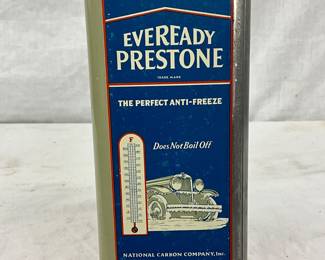 EVEREADY
PRESTONE
TRADE MARK
THE PERFECT ANTI-FREEZE
F
Does Not Boil Off
NATIONAL CARBON COMPANY, Inc.